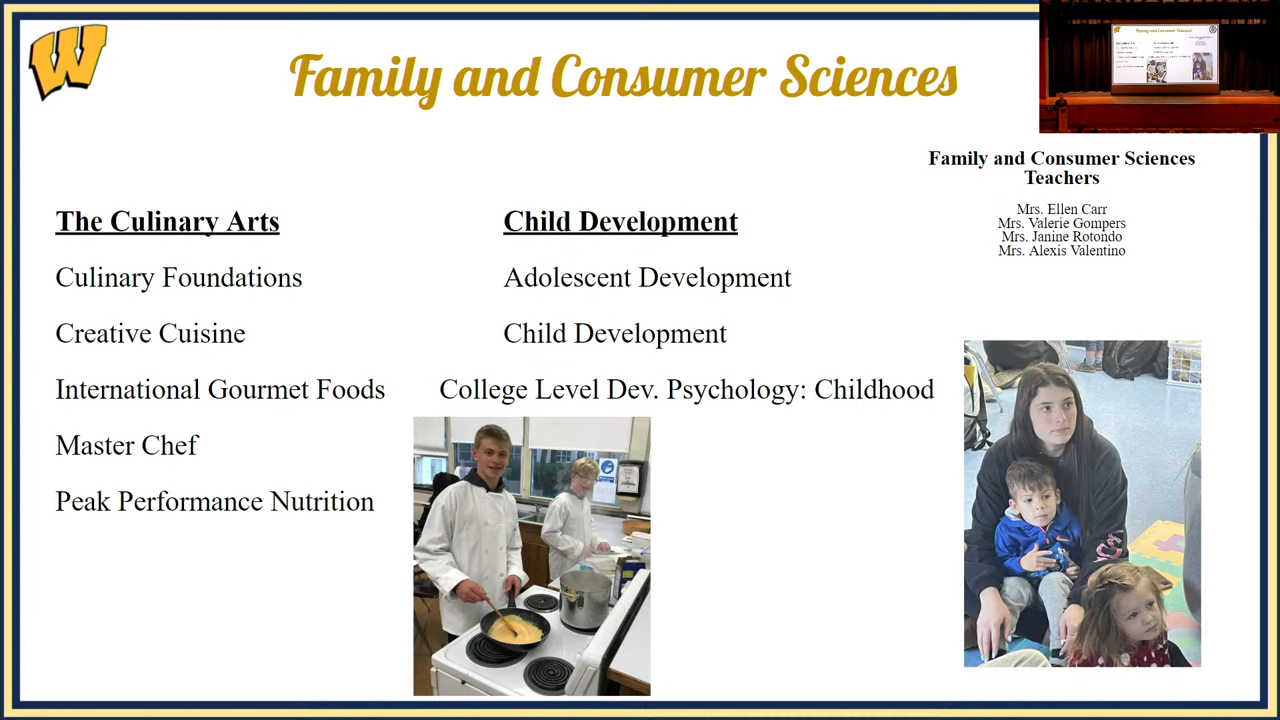 W
Family and Consumer Sciences
Family and Consumer Sciences
Teachers
Mrs. Ellen Carr
Mrs. Valerie Gompers
Mrs. Janine Rotondo
Mrs. Alexis Valentino
The Culinary Arts
Culinary Foundations
Creative Cuisine
International Gourmet Foods
Master Chef
Peak Performance Nutrition
Child Development
Adolescent Development
Child Development
College Level Dev. Psychology: Childhood